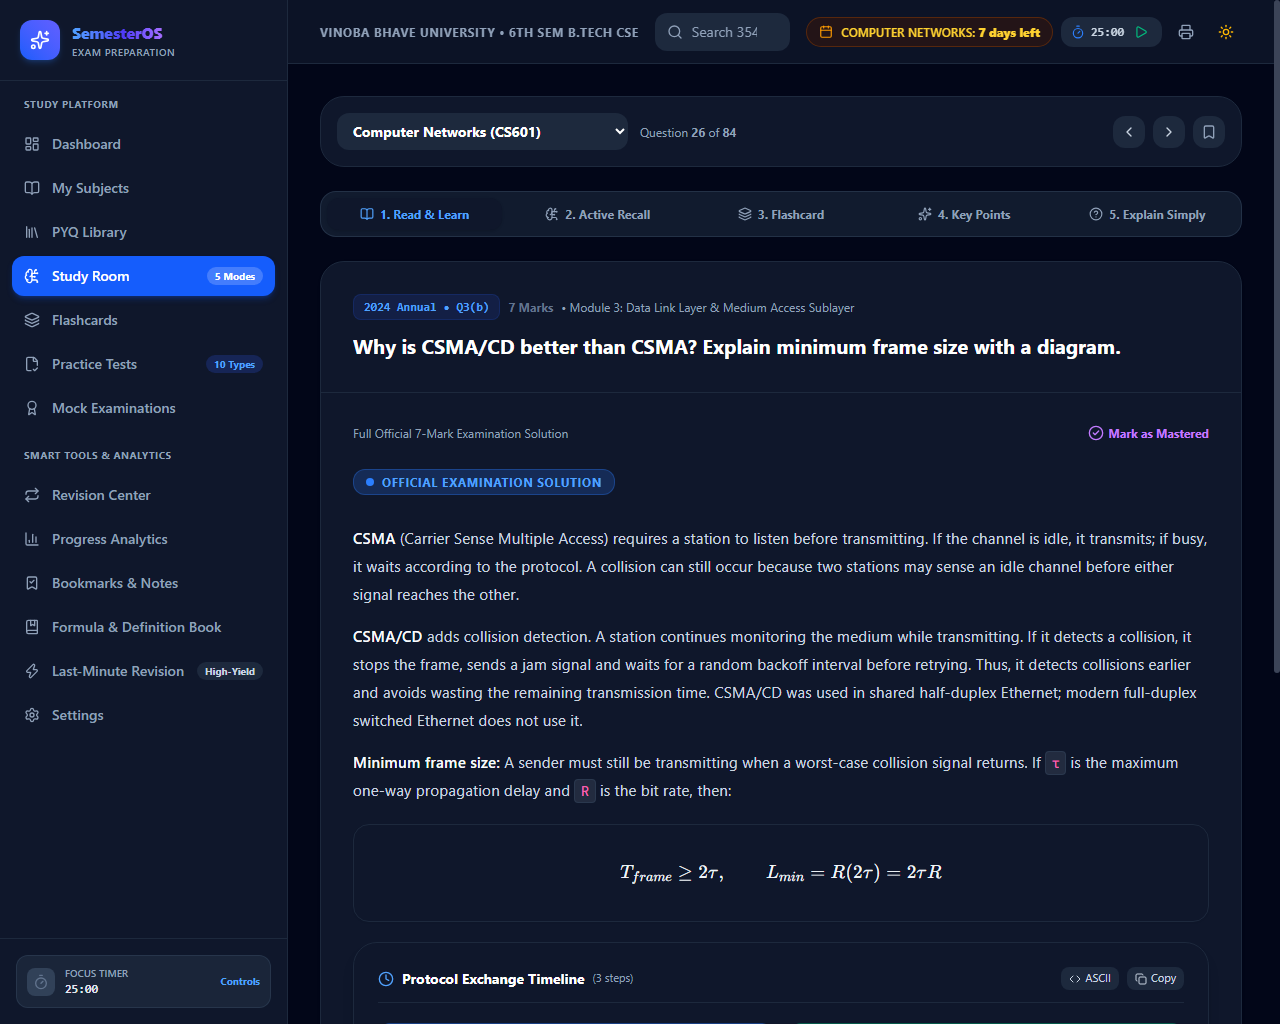 SemesterOS
EXAM PREPARATION
STUDY PLATFORM
Dashboard
My Subjects
PYQ Library
Study Room
5 Modes
Flashcards
Practice Tests
10 Types
Mock Examinations
SMART TOOLS & ANALYTICS
Revision Center
Progress Analytics
Bookmarks & Notes
Formula & Definition Book
Last-Minute Revision
High-Yield
Settings
FOCUS TIMER
25:00
Controls
VINOBA BHAVE UNIVERSITY • 6TH SEM B.TECH CSE
Search 354
COMPUTER NETWORKS: 7 days left
25:00
Computer Networks (CS601)
Question 26 of 84
1. Read & Learn
2. Active Recall
3. Flashcard
4. Key Points
5. Explain Simply
2024 Annual • Q3(b)
7 Marks
• Module 3: Data Link Layer & Medium Access Sublayer
Why is CSMA/CD better than CSMA? Explain minimum frame size with a diagram.
Full Official 7-Mark Examination Solution
Mark as Mastered
OFFICIAL EXAMINATION SOLUTION
CSMA (Carrier Sense Multiple Access) requires a station to listen before transmitting. If the channel is idle, it transmits; if busy,
it waits according to the protocol. A collision can still occur because two stations may sense an idle channel before either
signal reaches the other.
CSMA/CD adds collision detection. A station continues monitoring the medium while transmitting. If it detects a collision, it
stops the frame, sends a jam signal and waits for a random backoff interval before retrying. Thus, it detects collisions earlier
and avoids wasting the remaining transmission time. CSMA/CD was used in shared half-duplex Ethernet; modern full-duplex
switched Ethernet does not use it.
Minimum frame size: A sender must still be transmitting when a worst-case collision signal returns. If τ is the maximum
one-way propagation delay and R is the bit rate, then:
T_frame ≥ 2τ, L_min = R(2τ) = 2τR
Protocol Exchange Timeline (3 steps)
ASCII
Copy